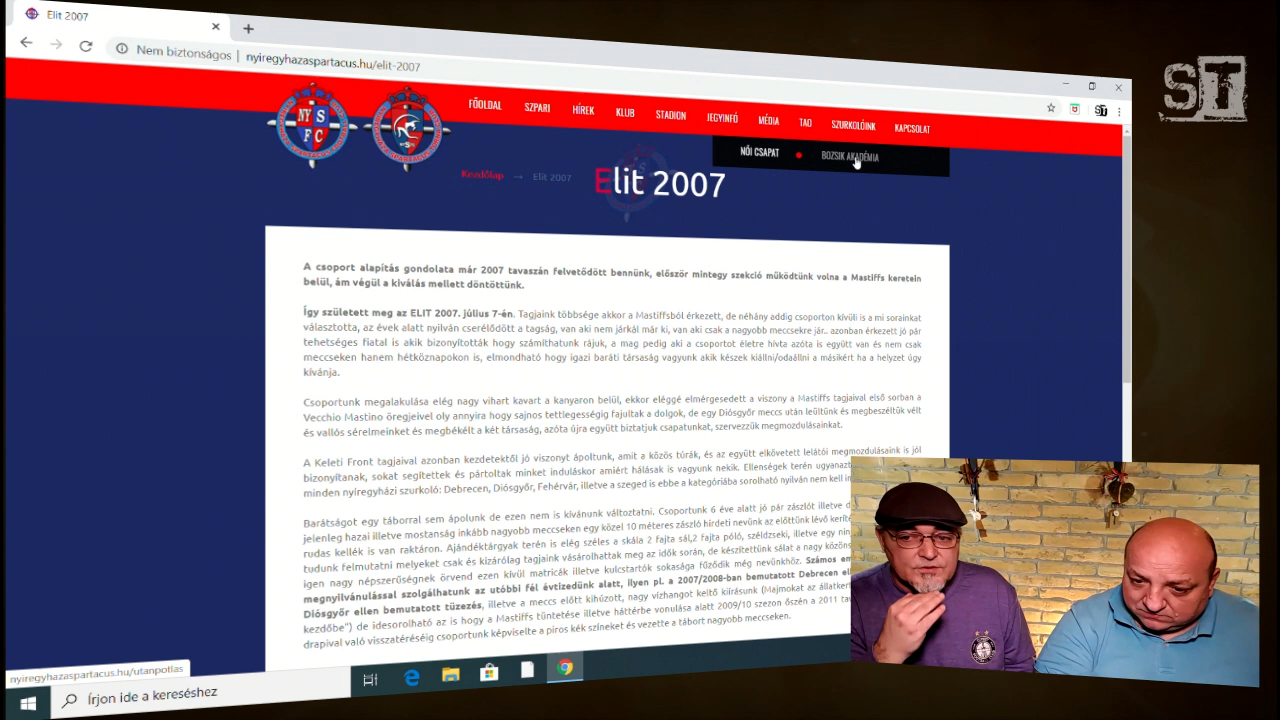 Elit 2007
Nem biztonságos | nyiregyhazaspartacus.hu/elit-2007
ST
FŐOLDAL SZPARI HÍREK KLUB STADION JEGYINFÓ MÉDIA TAO SZURKOLÓINK KAPCSOLAT
NY S
F C
NŐI CSAPAT BOZSIK AKADÉMIA
Kezdőlap → Elit 2007
Elit 2007
A csoport alapítás gondolata már 2007 tavaszán felvetődött bennünk, először mintegy szekció működtünk volna a Mastiffs keretein
belül, ám végül a kiválás mellett döntöttünk.
Így született meg az ELIT 2007. július 7-én. Tagjaink többsége akkor a Mastiffsból érkezett, de néhány addig csoporton kívüli is a mi sorainkat
választotta, az évek alatt nyilván cserélődött a tagság, van aki nem járkál már ki, van aki csak a nagyobb meccsekre jár.. azonban érkezett jó pár
tehetséges fiatal is akik bizonyították hogy számíthatunk rájuk, a mag pedig aki a csoportot életre hívta azóta is együtt van és nem csak
meccseken hanem hétköznapokon is, elmondható hogy igazi baráti társaság vagyunk akik készek kiállni/odaállni a másikért ha a helyzet úgy
kívánja.
Csoportunk megalakulása elég nagy vihart kavart a kanyaron belül, ekkor eléggé elmérgesedett a viszony a Mastiffs tagjaival első sorban a
Vecchio Mastino öregjeivel oly annyira hogy sajnos tettlegességig fajultak a dolgok, de egy Diósgyőr meccs után leültünk és megbeszéltük vélt
és vallós sérelmeinket és megbékélt a két társaság, azóta újra együtt biztatjuk csapatunkat, szervezzük megmozdulásainkat.
A Keleti Front tagjaival azonban kezdetektől jó viszonyt ápoltunk, amit a közös túrák, és az együtt elkövetett lelátói megmozdulásaink is jól
bizonyítanak, sokat segítettek és pártoltak minket induláskor amiért hálásak is vagyunk nekik. Ellenségek terén ugyanazt
minden nyíregyházi szurkoló: Debrecen, Diósgyőr, Fehérvár, illetve a szeged is ebbe a kategóriába sorolható nyilván nem kell
Barátságot egy táborral sem ápolunk de ezen nem is kívánunk változtatni. Csoportunk 6 éve alatt jó pár zászlót illetve
jelenleg hazai illetve mostanság inkább nagyobb meccseken egy közel 10 méteres zászló hirdeti nevünk az előttünk lévő
rudas kellék is van raktáron. Ajándéktárgyak terén is elég széles a skála 2 fajta sál,2 fajta póló, széldzseki, illetve egy
tudunk felmutatni melyeket csak és kizárólag tagjaink vásárolhattak meg az idők során, de készítettünk sálat a nagy
igen nagy népszerűségnek örvend ezen kívül matricák illetve kulcstartók sokasága fűződik még nevünkhöz. Számos
megnyilvánulással szolgálhatunk az utóbbi fél évtizedünk alatt, ilyen pl. a 2007/2008-ban bemutatott Debrecen
Diósgyőr ellen bemutatott tüzezés, illetve a meccs előtt kihúzott, nagy vízhangot keltő kiírásunk (Majmokat az
kezdőbe") de idesorolható az is hogy a Mastiffs tüntetése illetve háttérbe vonulása alatt 2009/10 szezon őszén a 2011
drapival való visszatéréséig csoportunk képviselte a piros kék színeket és vezette a tábort nagyobb meccseken.
nyiregyhazaspartacus.hu/utanpotlas
Írjon ide a kereséshez